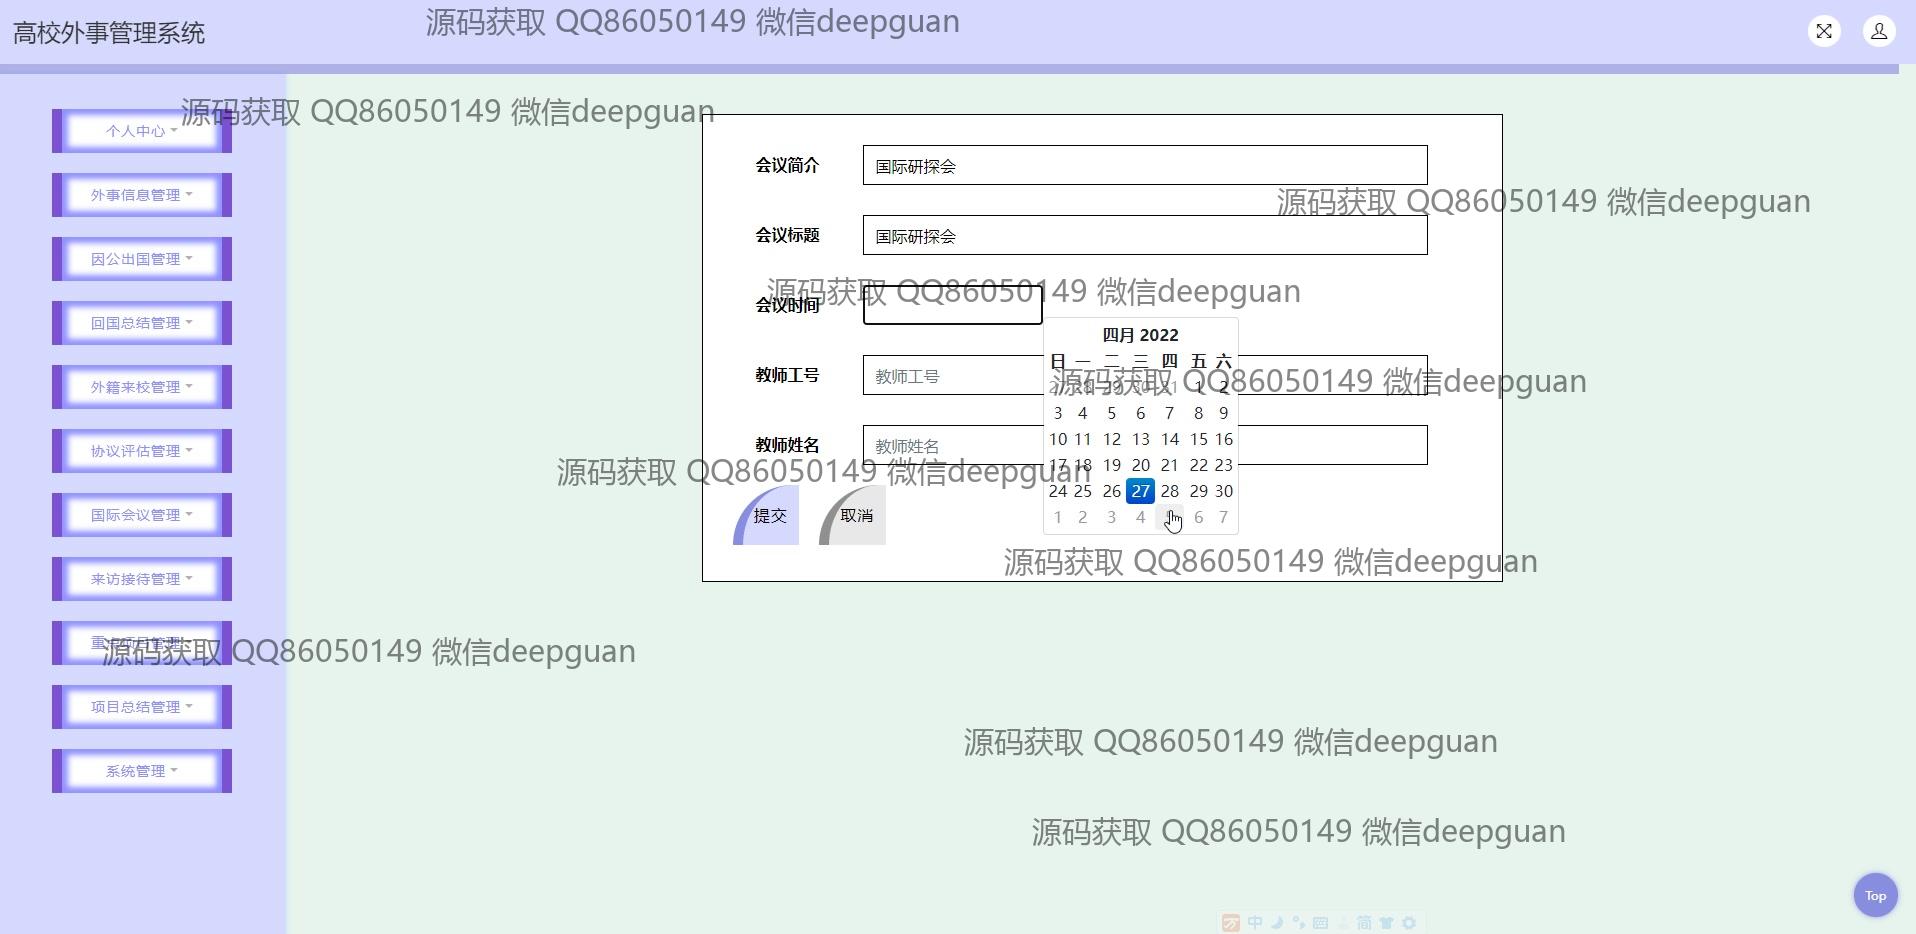 高校外事管理系统
源码获取 QQ86050149 微信deepguan
源码获取 QQ86050149 微信deepguan
个人中心
外事信息管理
因公出国管理
回国总结管理
外籍来校管理
协议评估管理
国际会议管理
来访接待管理
重点项目管理
项目总结管理
系统管理
会议简介 国际研探会
源码获取 QQ86050149 微信deepguan
会议标题 国际研探会
源码获取 QQ86050149 微信deepguan
会议时间
四月 2022
日 一 二 三 四 五 六
27 28 29 30 31 1 2
3 4 5 6 7 8 9
10 11 12 13 14 15 16
17 18 19 20 21 22 23
24 25 26 27 28 29 30
1 2 3 4 5 6 7
教师工号 教师工号
源码获取 QQ86050149 微信deepguan
教师姓名 教师姓名
源码获取 QQ86050149 微信deepguan
提交 取消
源码获取 QQ86050149 微信deepguan
源码获取 QQ86050149 微信deepguan
源码获取 QQ86050149 微信deepguan
源码获取 QQ86050149 微信deepguan
Top
中 简